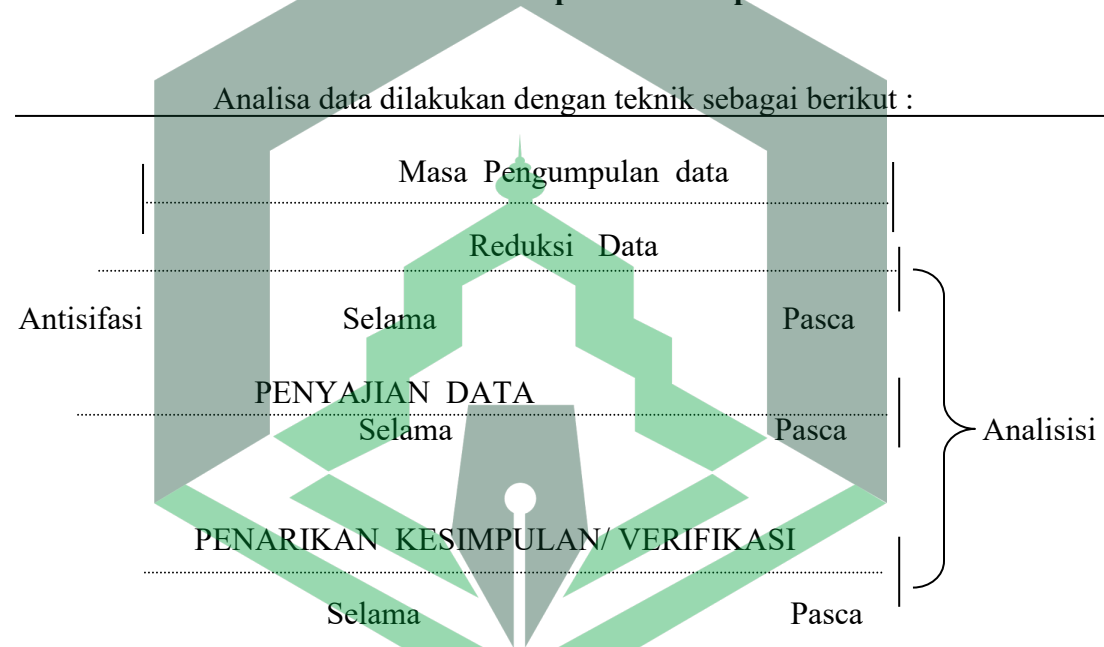 Analisa data dilakukan dengan teknik sebagai berikut :
Masa Pengumpulan data
Reduksi Data
Antisifasi Selama Pasca
PENYAJIAN DATA
Selama Pasca
Analisisi
PENARIKAN KESIMPULAN/ VERIFIKASI
Selama Pasca